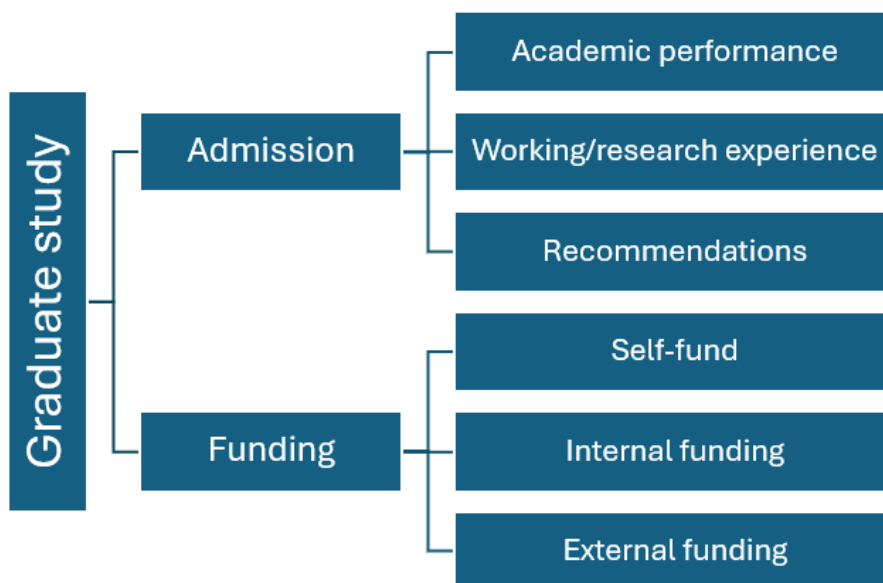 Graduate study
Admission
Academic performance
Working/research experience
Recommendations
Funding
Self-fund
Internal funding
External funding